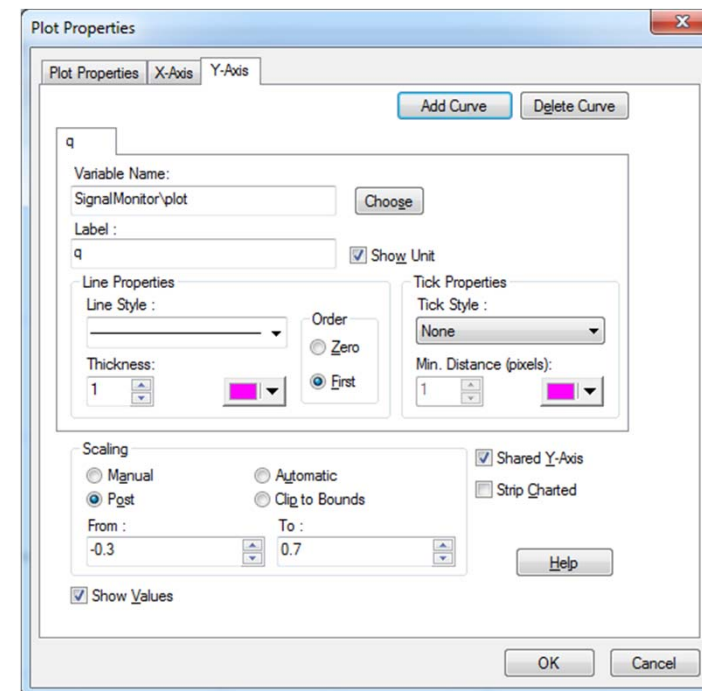 Plot Properties
x
Plot Properties X-Axis Y-Axis
Add Curve Delete Curve
q
Variable Name:
SignalMonitor\plot
Choose
Label :
q
Show Unit
Line Properties
Line Style :
Thickness:
1
Order
Zero
First
Tick Properties
Tick Style :
None
Min. Distance (pixels):
1
Scaling
Manual Automatic
Post Clip to Bounds
From : To :
-0.3 0.7
Shared Y-Axis
Strip Charted
Help
Show Values
OK Cancel